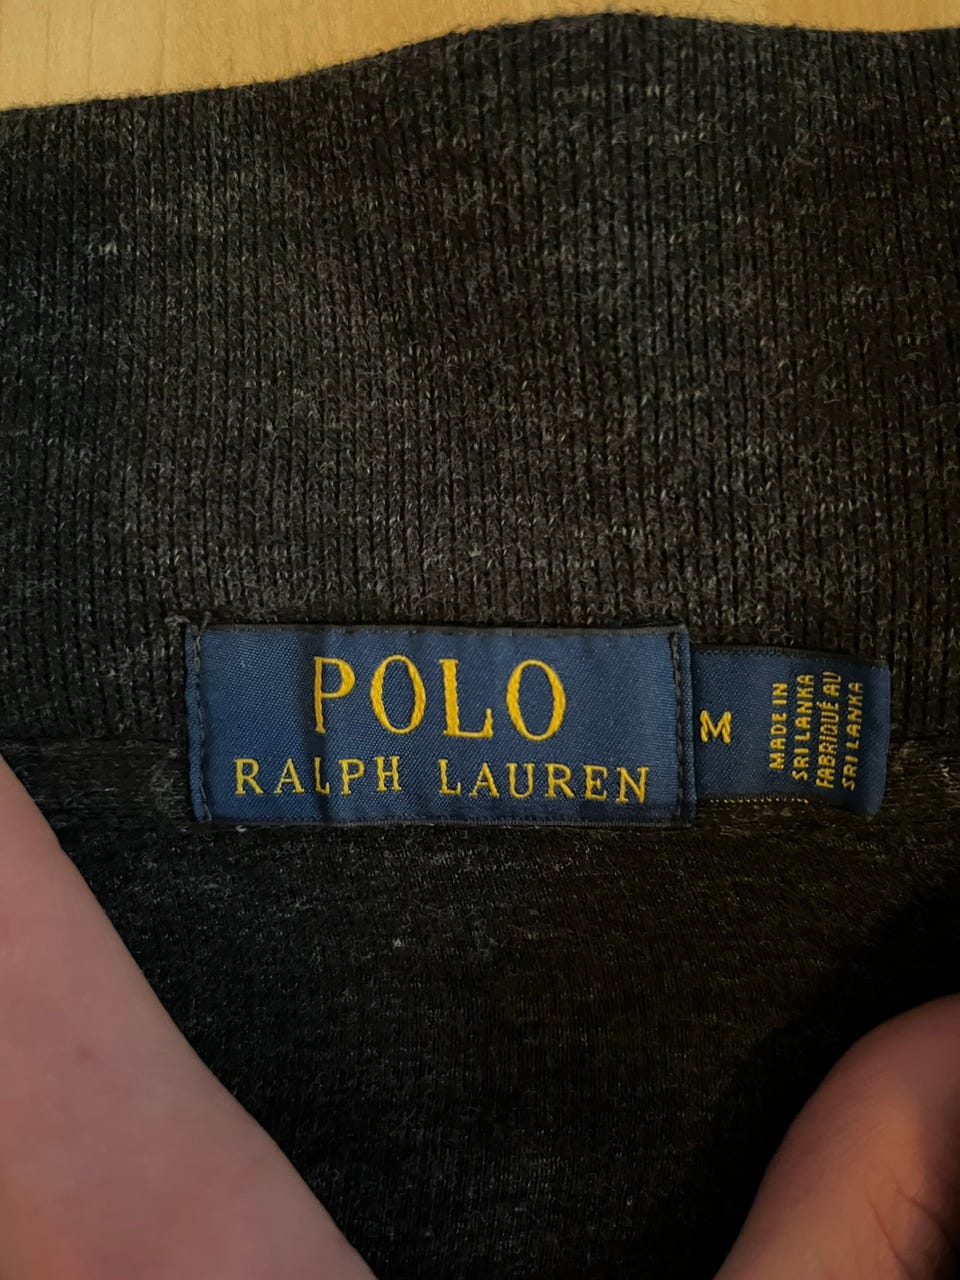 POLO
RALPH LAUREN
M
MADE IN
SRI LANKA
FABRIQUÉ AU
SRI LANKA